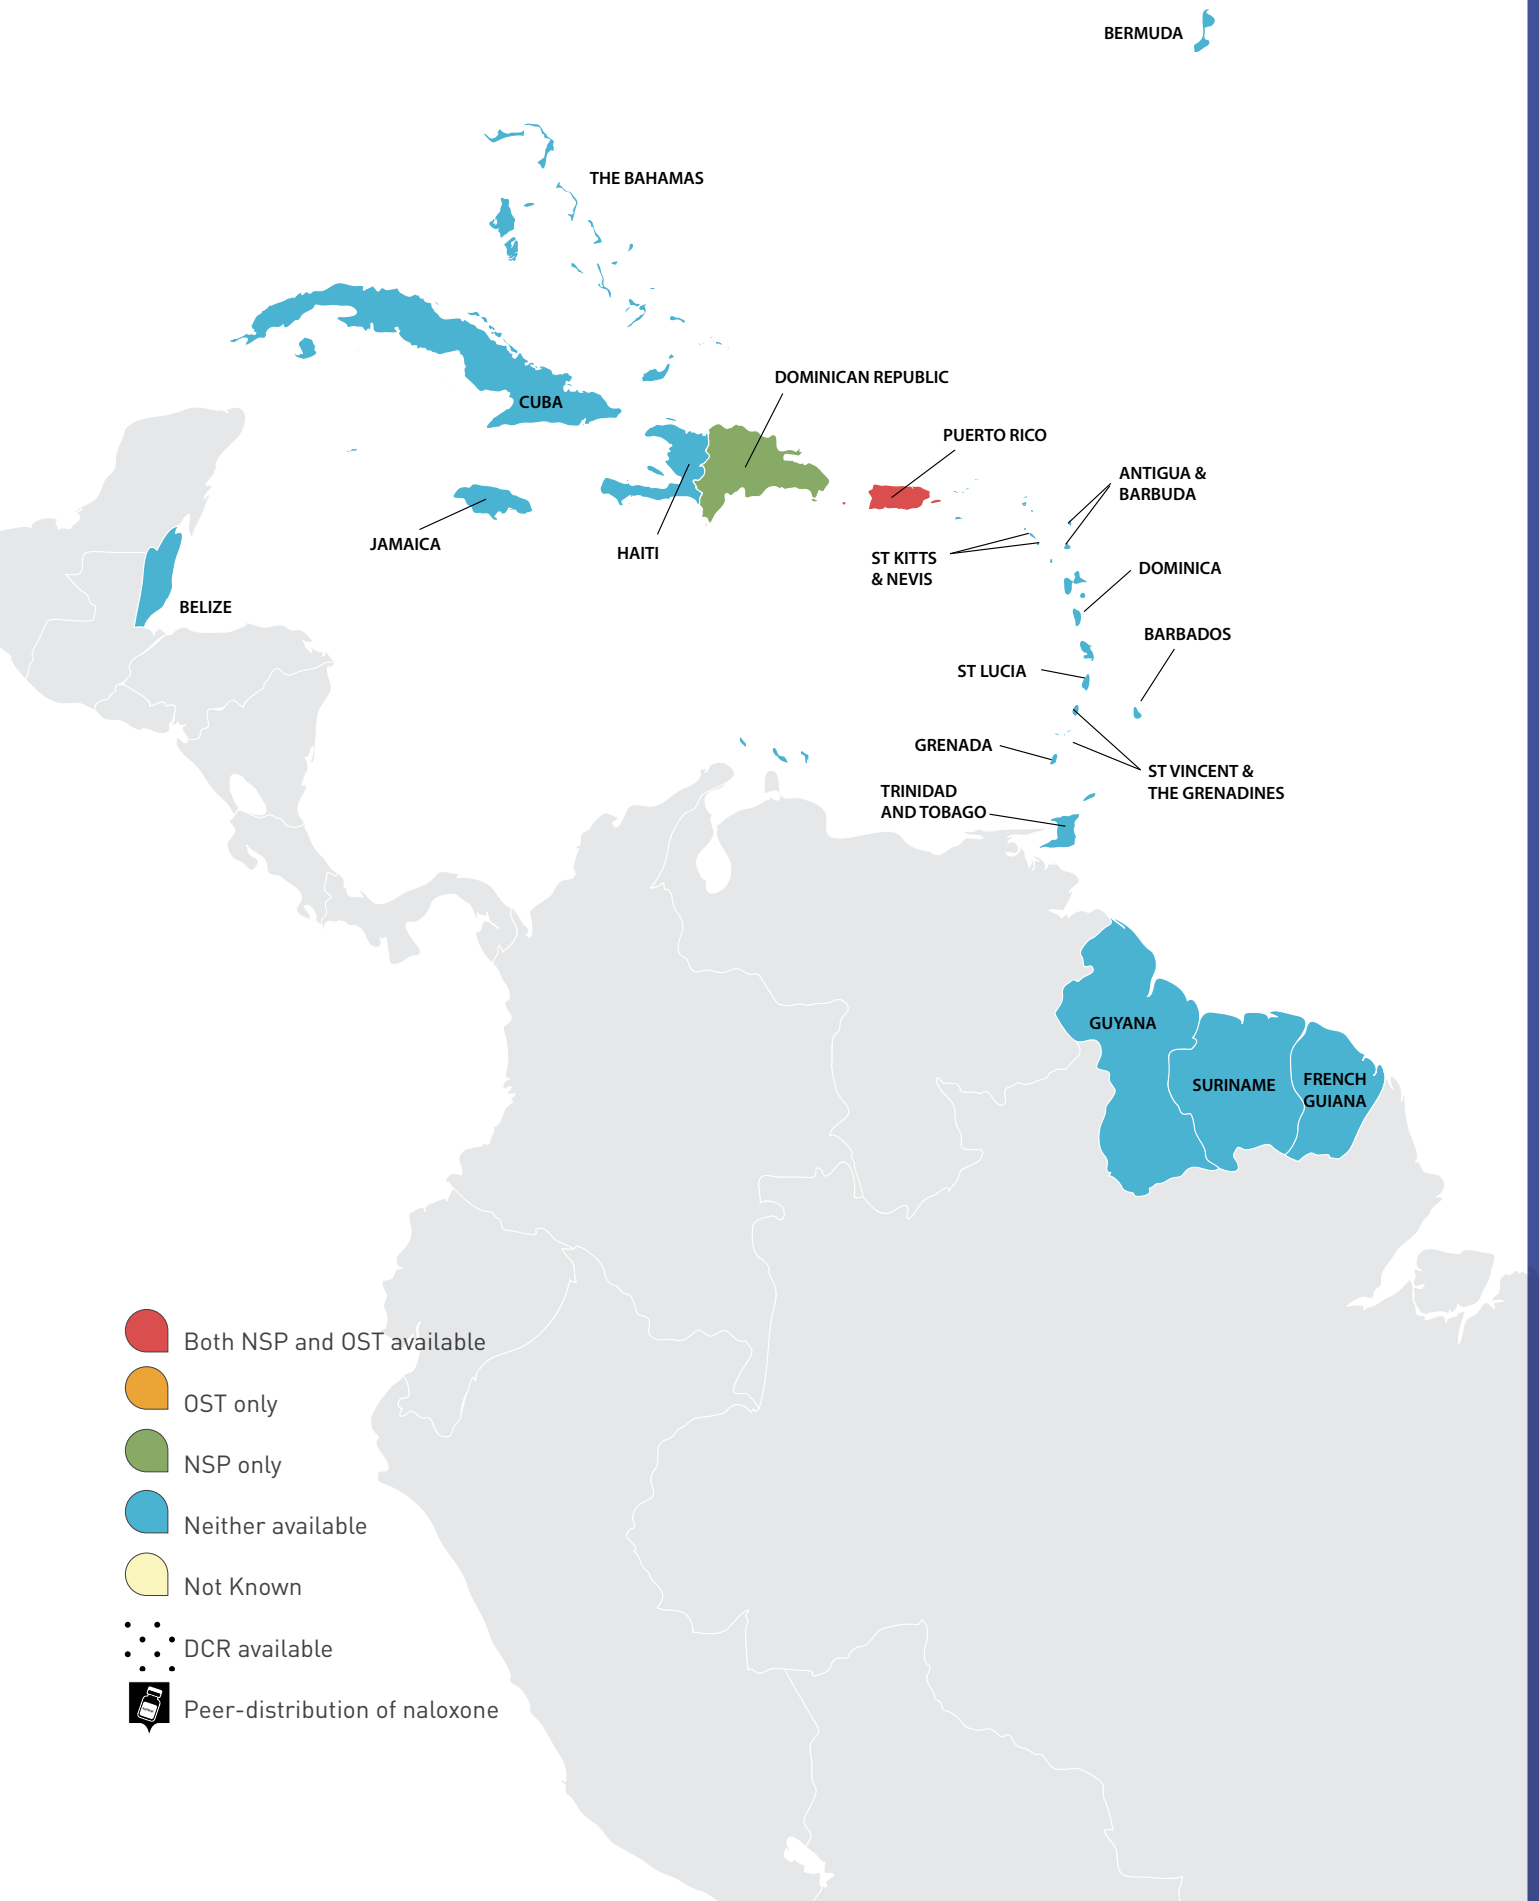 BERMUDA
THE BAHAMAS
DOMINICAN REPUBLIC
CUBA
PUERTO RICO
ANTIGUA &
BARBUDA
JAMAICA
HAITI
ST KITTS
& NEVIS
DOMINICA
BELIZE
BARBADOS
ST LUCIA
GRENADA
ST VINCENT &
THE GRENADINES
TRINIDAD
AND TOBAGO
GUYANA
SURINAME
FRENCH
GUIANA
Both NSP and OST available
OST only
NSP only
Neither available
Not Known
DCR available
Peer-distribution of naloxone